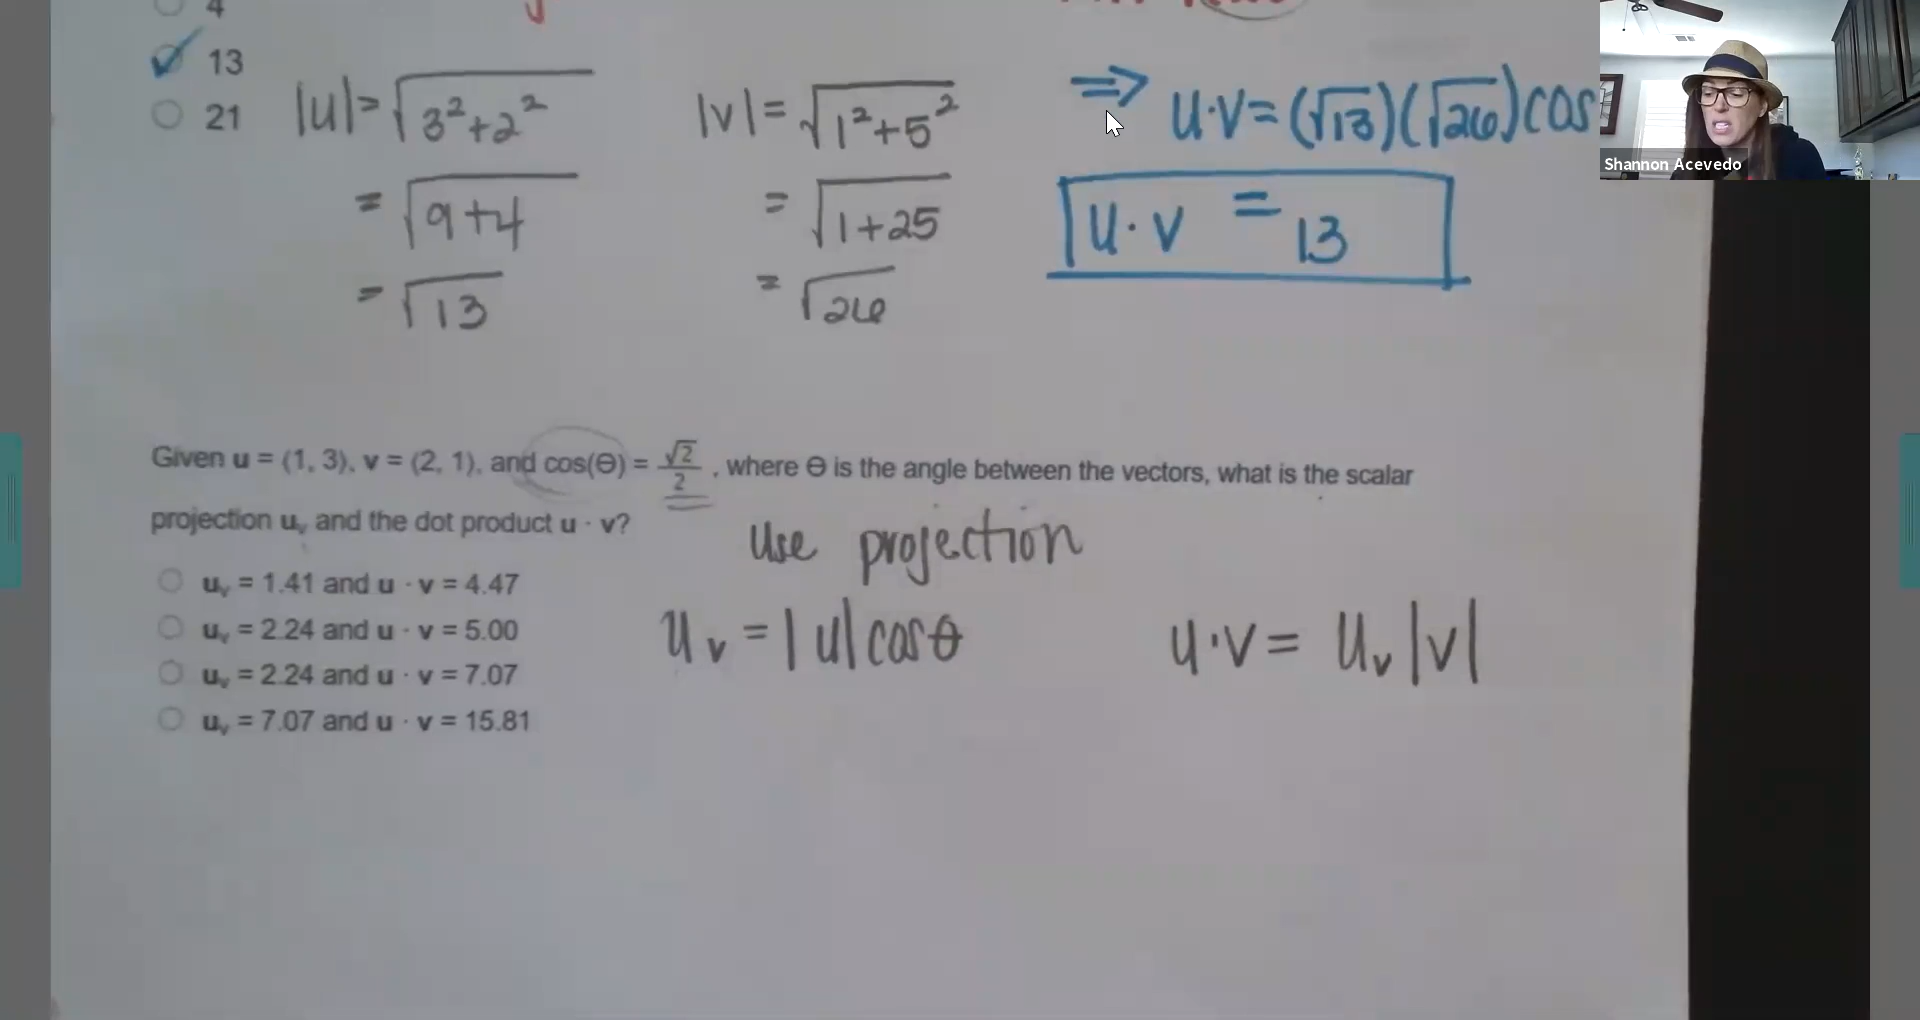 4
13
21
|u| = √3²+2²
= √9+4
= √13
|v| = √1²+5²
= √1+25
= √26
⇒ u·v = (√13)(√26)cos
u·v = 13
Shannon Acevedo
Given u = (1, 3), v = (2, 1), and cos(Θ) = √2/2, where Θ is the angle between the vectors, what is the scalar
projection uᵥ and the dot product u · v?
uᵥ = 1.41 and u · v = 4.47
uᵥ = 2.24 and u · v = 5.00
uᵥ = 2.24 and u · v = 7.07
uᵥ = 7.07 and u · v = 15.81
Use projection
uᵥ = |u| cosθ
u·v = uᵥ|v|